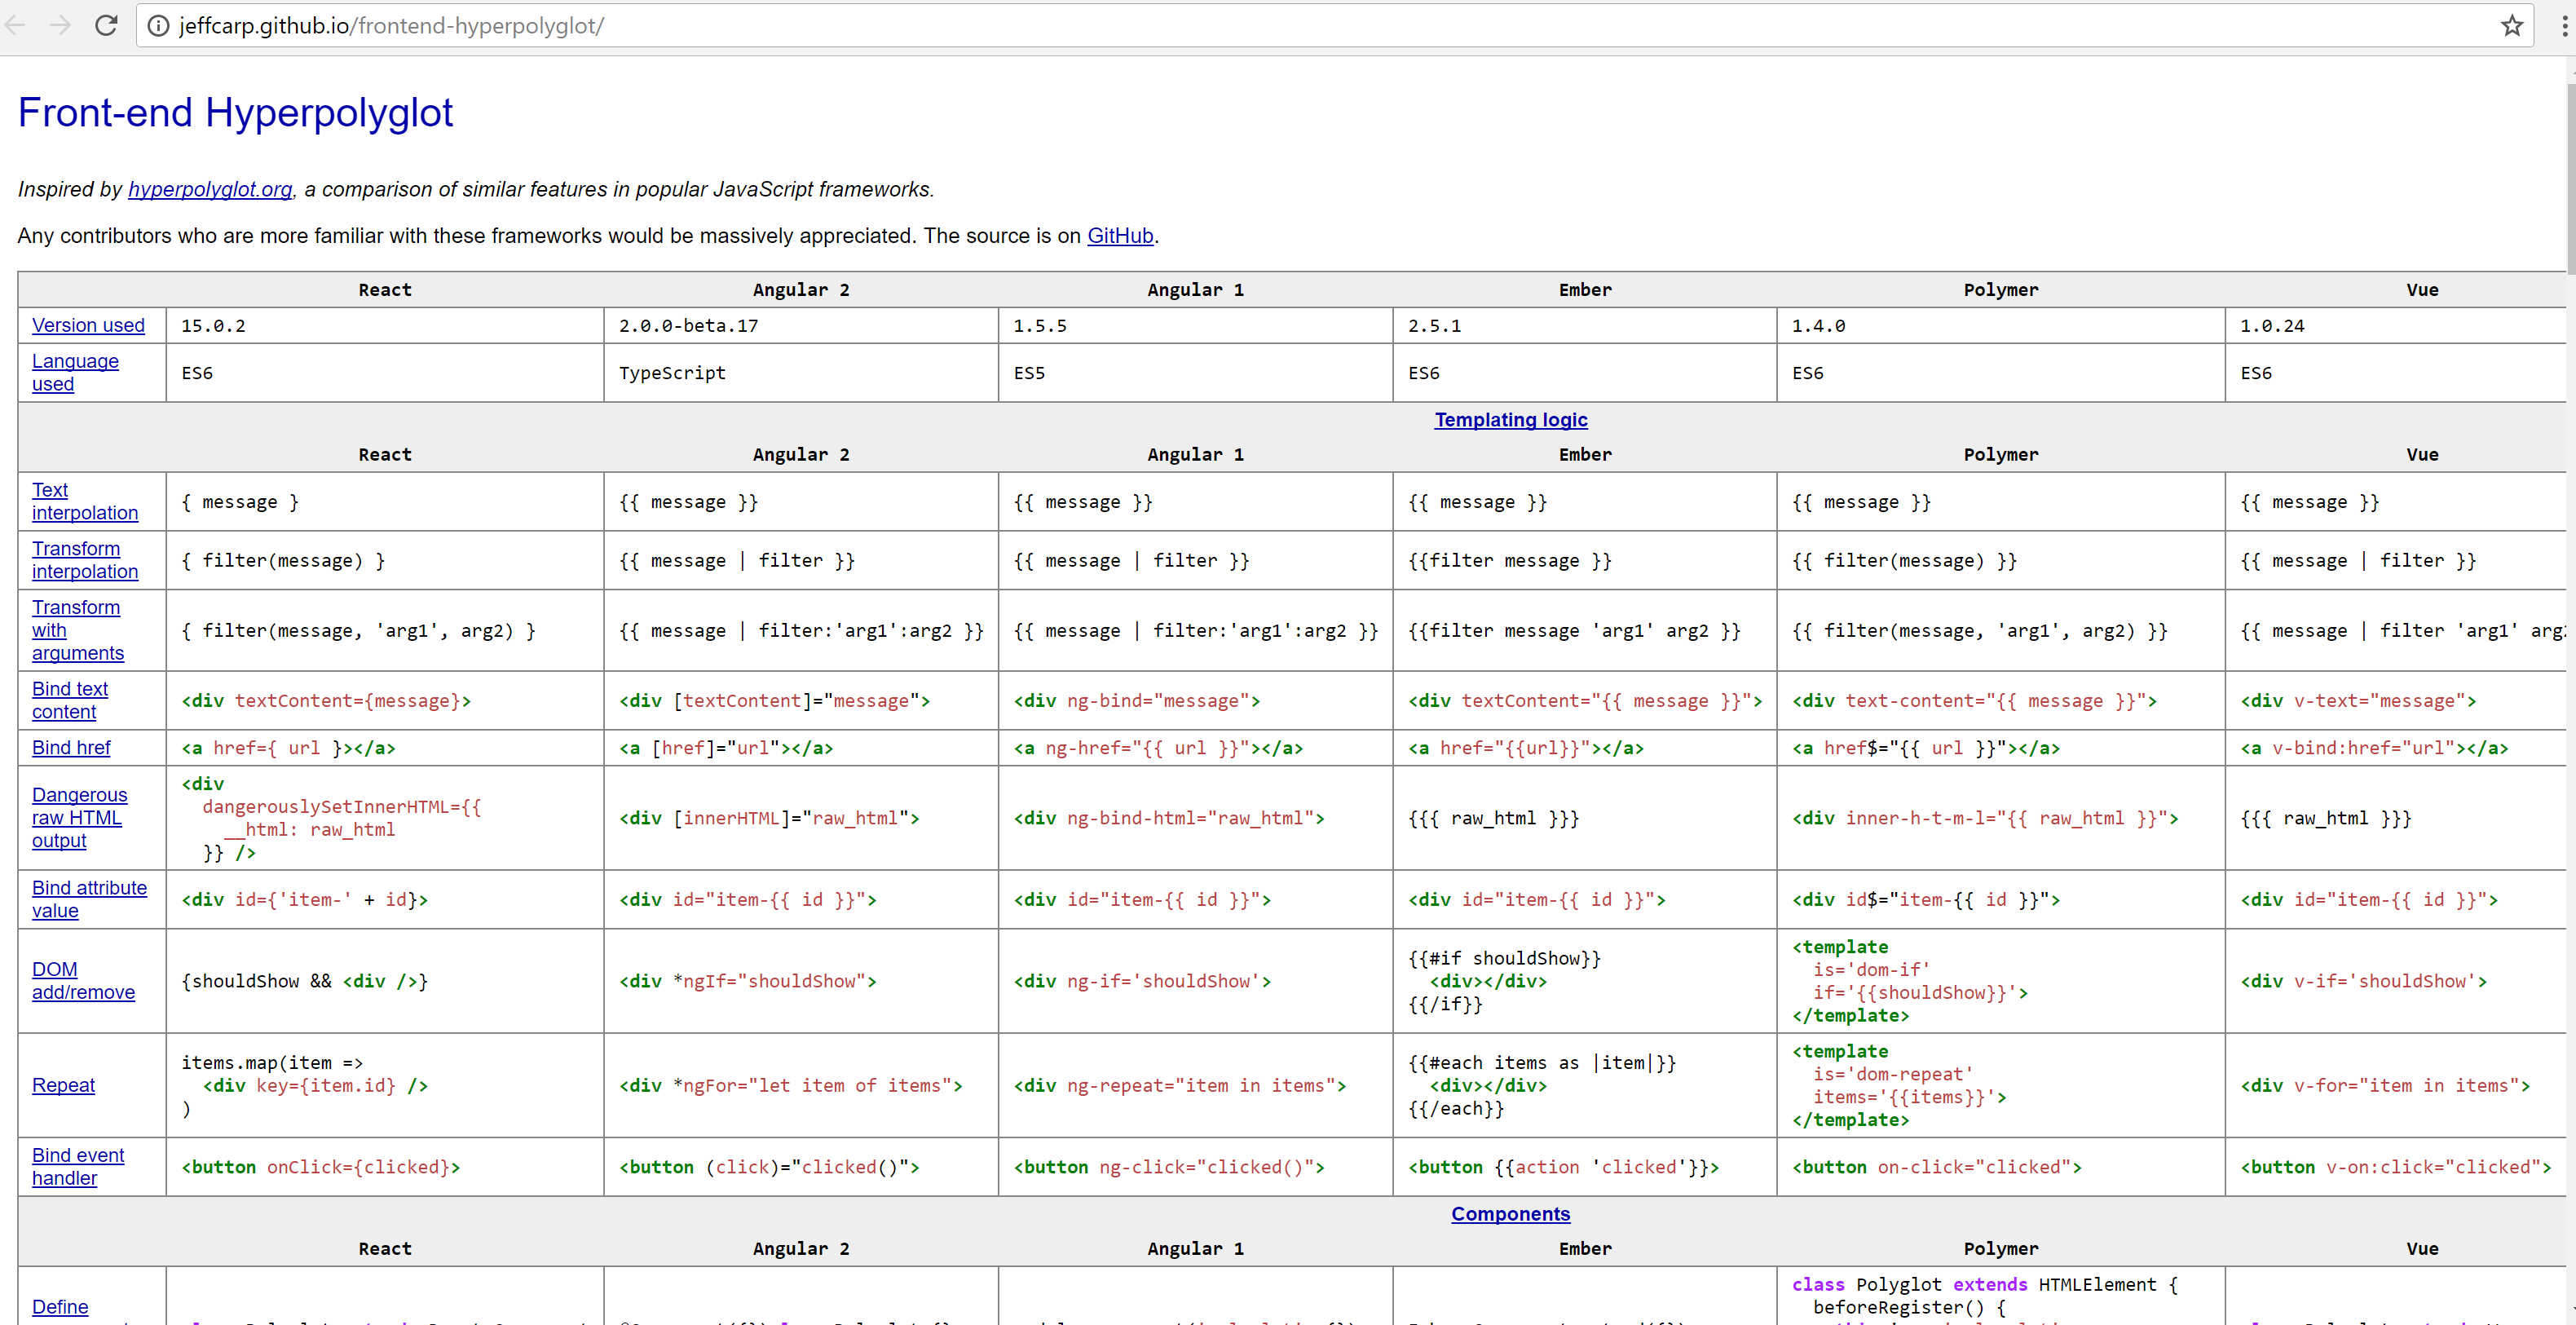 jeffcarp.github.io/frontend-hyperpolyglot/
Front-end Hyperpolyglot
Inspired by hyperpolyglot.org, a comparison of similar features in popular JavaScript frameworks.
Any contributors who are more familiar with these frameworks would be massively appreciated. The source is on GitHub.
React Angular 2 Angular 1 Ember Polymer Vue
Version used 15.0.2 2.0.0-beta.17 1.5.5 2.5.1 1.4.0 1.0.24
Language
used
ES6 TypeScript ES5 ES6 ES6 ES6
Templating logic
React Angular 2 Angular 1 Ember Polymer Vue
Text
interpolation
{ message } {{ message }} {{ message }} {{ message }} {{ message }} {{ message }}
Transform
interpolation
{ filter(message) } {{ message | filter }} {{ message | filter }} {{filter message }} {{ filter(message) }} {{ message | filter }}
Transform
with
arguments
{ filter(message, 'arg1', arg2) } {{ message | filter:'arg1':arg2 }} {{ message | filter:'arg1':arg2 }} {{filter message 'arg1' arg2 }} {{ filter(message, 'arg1', arg2) }} {{ message | filter 'arg1'
Bind text
content
<div textContent={message}> <div [textContent]="message"> <div ng-bind="message"> <div textContent="{{ message }}"> <div text-content="{{ message }}"> <div v-text="message">
Bind href <a href={ url }></a> <a [href]="url"></a> <a ng-href="{{ url }}"></a> <a href="{{url}}"></a> <a href$="{{ url }}"></a> <a v-bind:href="url"></a>
Dangerous
raw HTML
output
<div
dangerouslySetInnerHTML={{
__html: raw_html
}} />
<div [innerHTML]="raw_html"> <div ng-bind-html="raw_html"> {{{ raw_html }}} <div inner-h-t-m-l="{{ raw_html }}"> {{{ raw_html }}}
Bind attribute
value
<div id={'item-' + id}> <div id="item-{{ id }}"> <div id="item-{{ id }}"> <div id="item-{{ id }}"> <div id$="item-{{ id }}"> <div id="item-{{ id }}">
DOM
add/remove
{shouldShow && <div />} <div *ngIf="shouldShow"> <div ng-if='shouldShow'>
{{#if shouldShow}}
<div></div>
{{/if}}
<template
is='dom-if'
if='{{shouldShow}}'>
</template>
<div v-if='shouldShow'>
Repeat
items.map(item =>
<div key={item.id} />
)
<div *ngFor="let item of items"> <div ng-repeat="item in items">
{{#each items as |item|}}
<div></div>
{{/each}}
<template
is='dom-repeat'
items='{{items}}'>
</template>
<div v-for="item in items">
Bind event
handler
<button onClick={clicked}> <button (click)="clicked()"> <button ng-click="clicked()"> <button {{action 'clicked'}}> <button on-click="clicked"> <button v-on:click="clicked">
Components
React Angular 2 Angular 1 Ember Polymer Vue
Define
class Polyglot extends HTMLElement {
beforeRegister() {